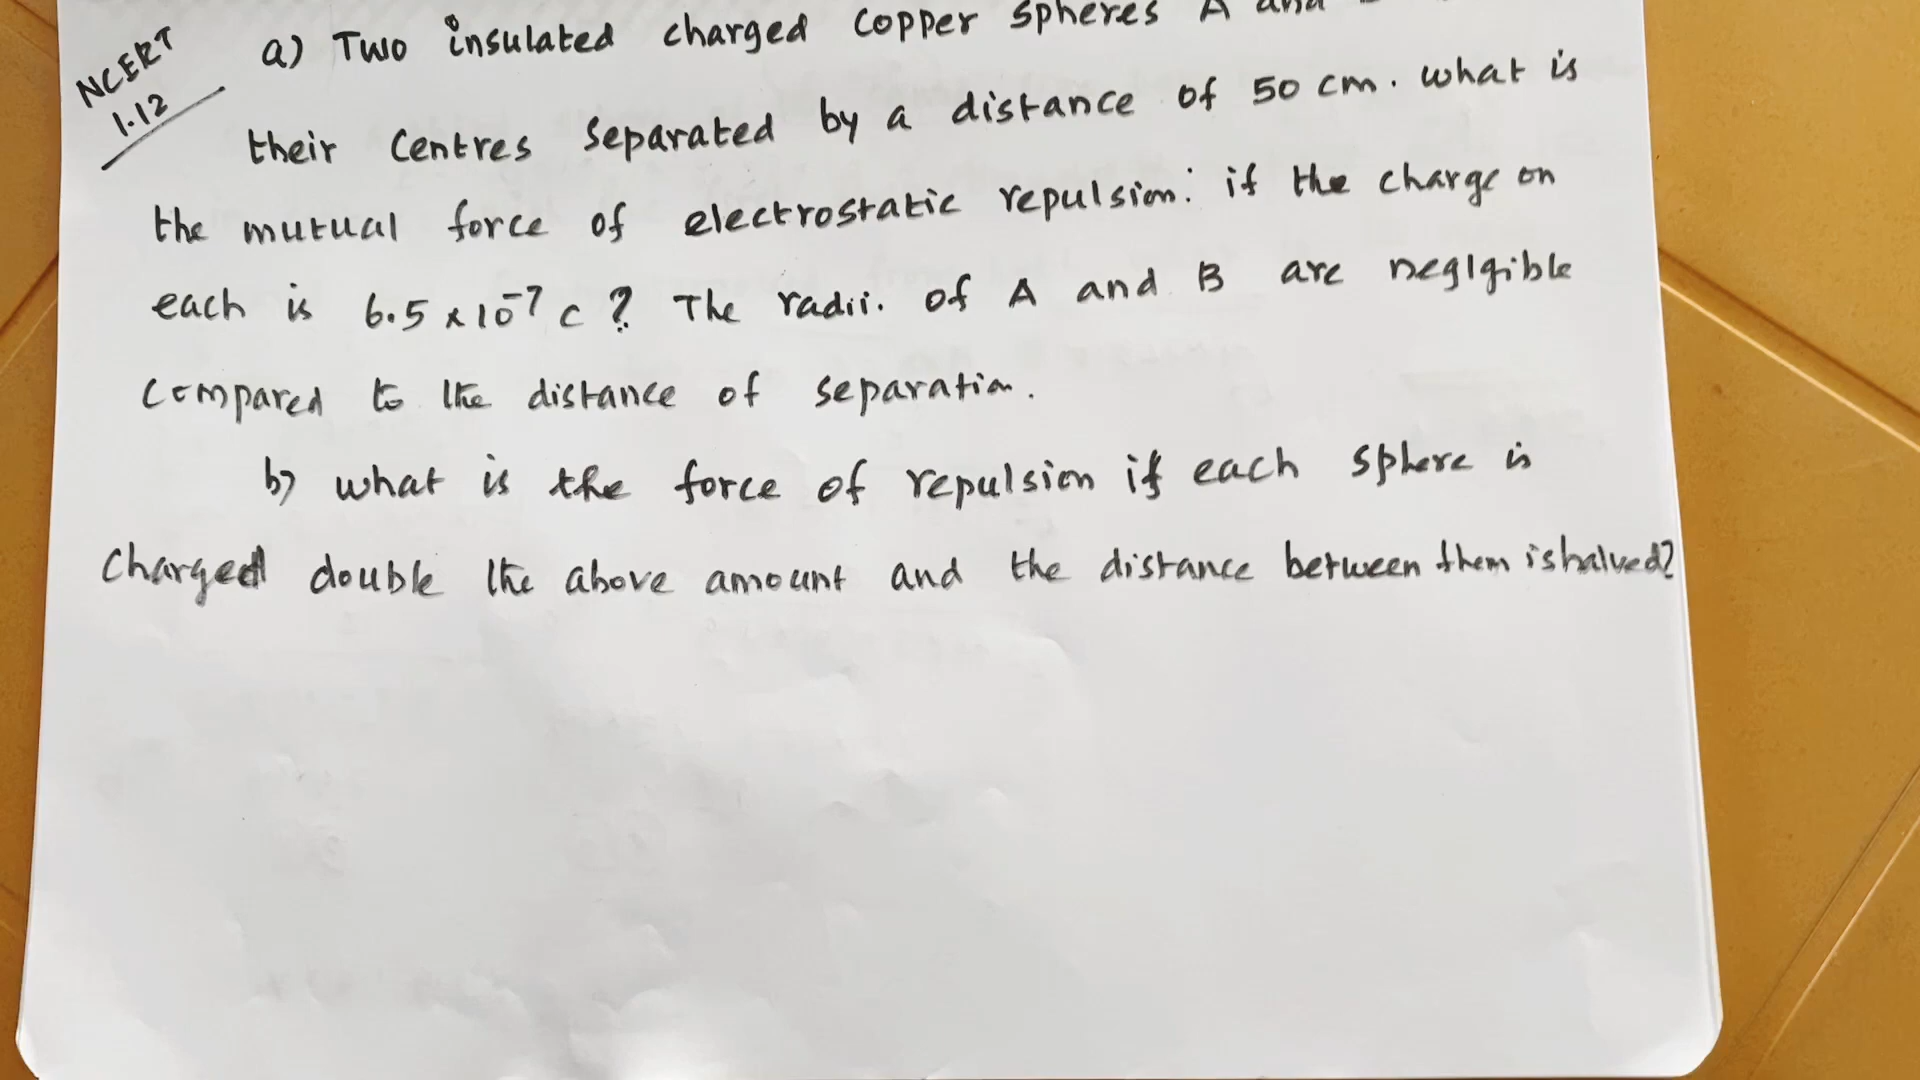 NCERT
1.12
a) Two insulated charged copper spheres A and
their centres separated by a distance of 50 cm. what is
the mutual force of electrostatic repulsion: if the charge on
each is 6.5 x 10⁻⁷ c ? The radii. of A and B are neglgible
compared to the distance of separation.
b) what is the force of repulsion if each sphere is
charged double the above amount and the distance between them is halved?